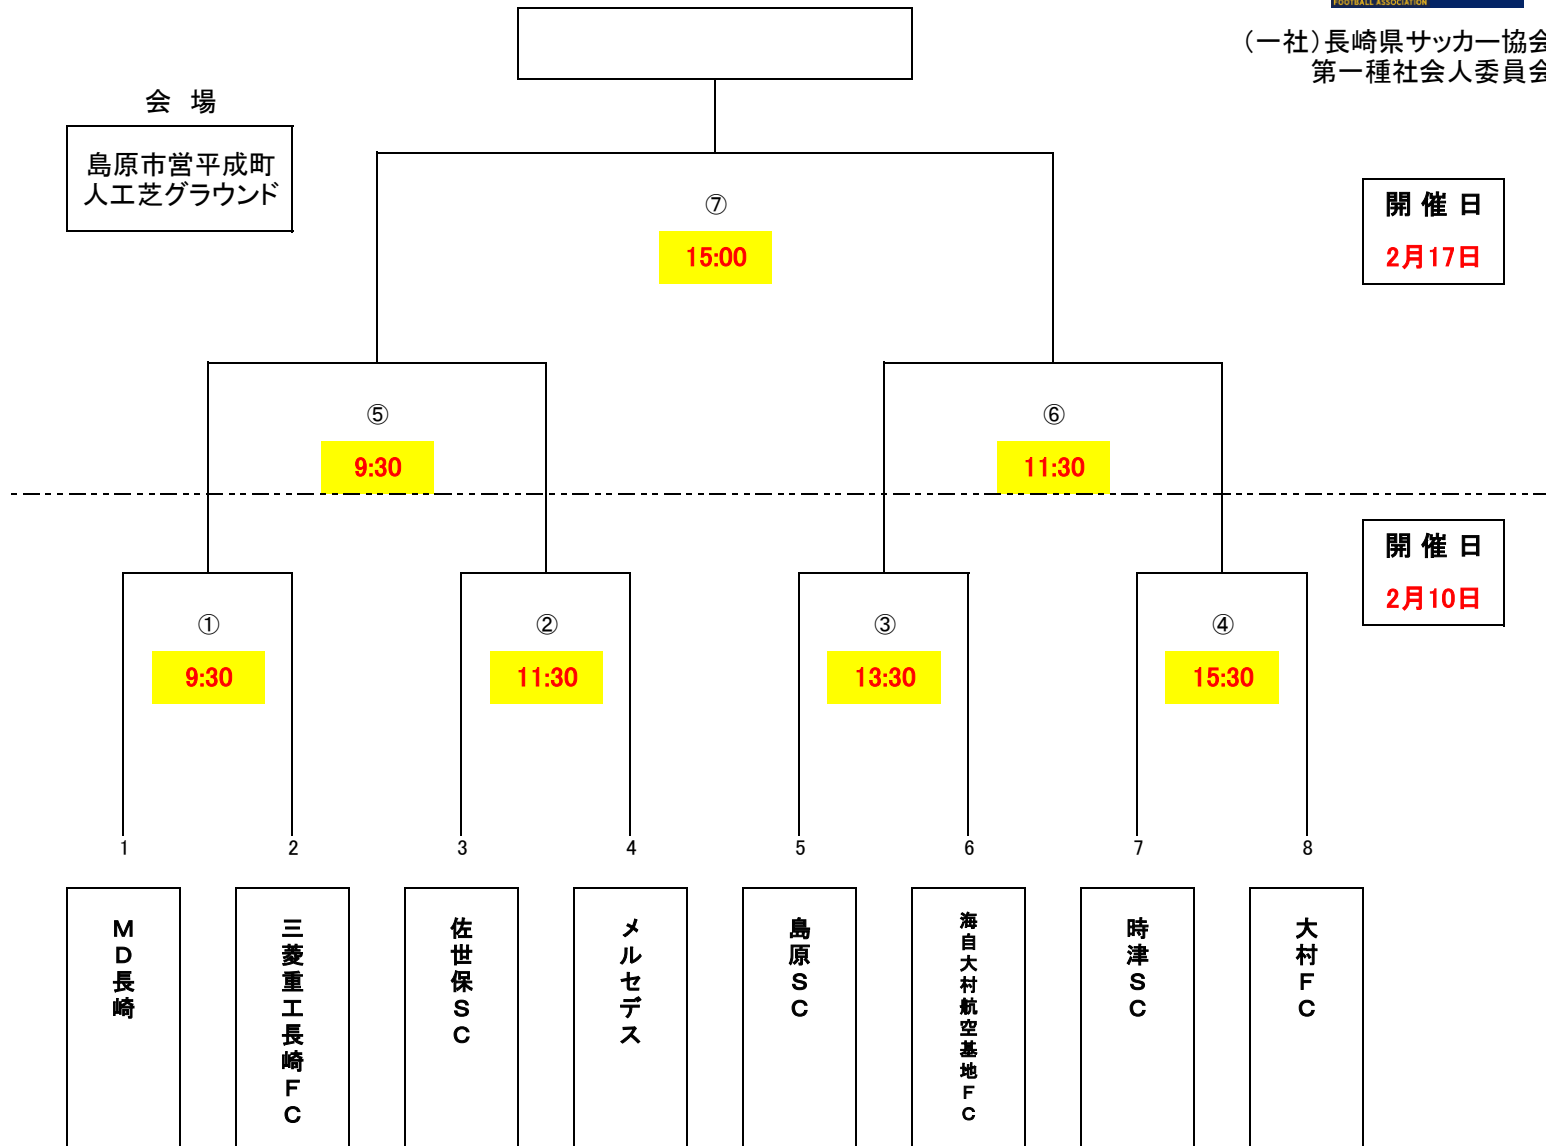 FOOTBALL ASSOCIATION
（一社）長崎県サッカー協会
第一種社会人委員会
会 場
島原市営平成町
人工芝グラウンド
⑦
15:00
開 催 日
2月17日
⑤
9:30
⑥
11:30
開 催 日
2月10日
①
9:30
②
11:30
③
13:30
④
15:30
1
2
3
4
5
6
7
8
ＭＤ長崎
三菱重工長崎ＦＣ
佐世保ＳＣ
メルセデス
島原ＳＣ
海自大村航空基地ＦＣ
時津ＳＣ
大村ＦＣ